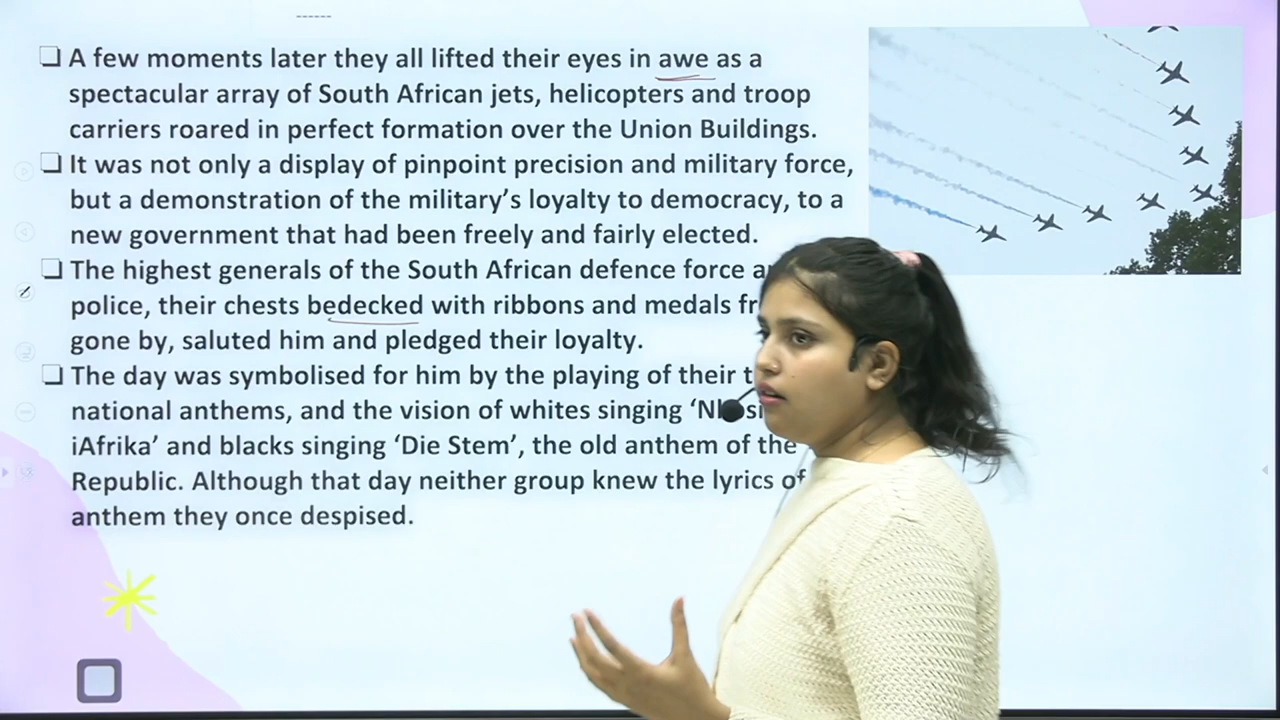 ❑ A few moments later they all lifted their eyes in awe as a
spectacular array of South African jets, helicopters and troop
carriers roared in perfect formation over the Union Buildings.
❑ It was not only a display of pinpoint precision and military force,
but a demonstration of the military’s loyalty to democracy, to a
new government that had been freely and fairly elected.
❑ The highest generals of the South African defence force
police, their chests bedecked with ribbons and medals
gone by, saluted him and pledged their loyalty.
❑ The day was symbolised for him by the playing of their
national anthems, and the vision of whites singing
iAfrika’ and blacks singing ‘Die Stem’, the old anthem of the
Republic. Although that day neither group knew the lyrics of
anthem they once despised.